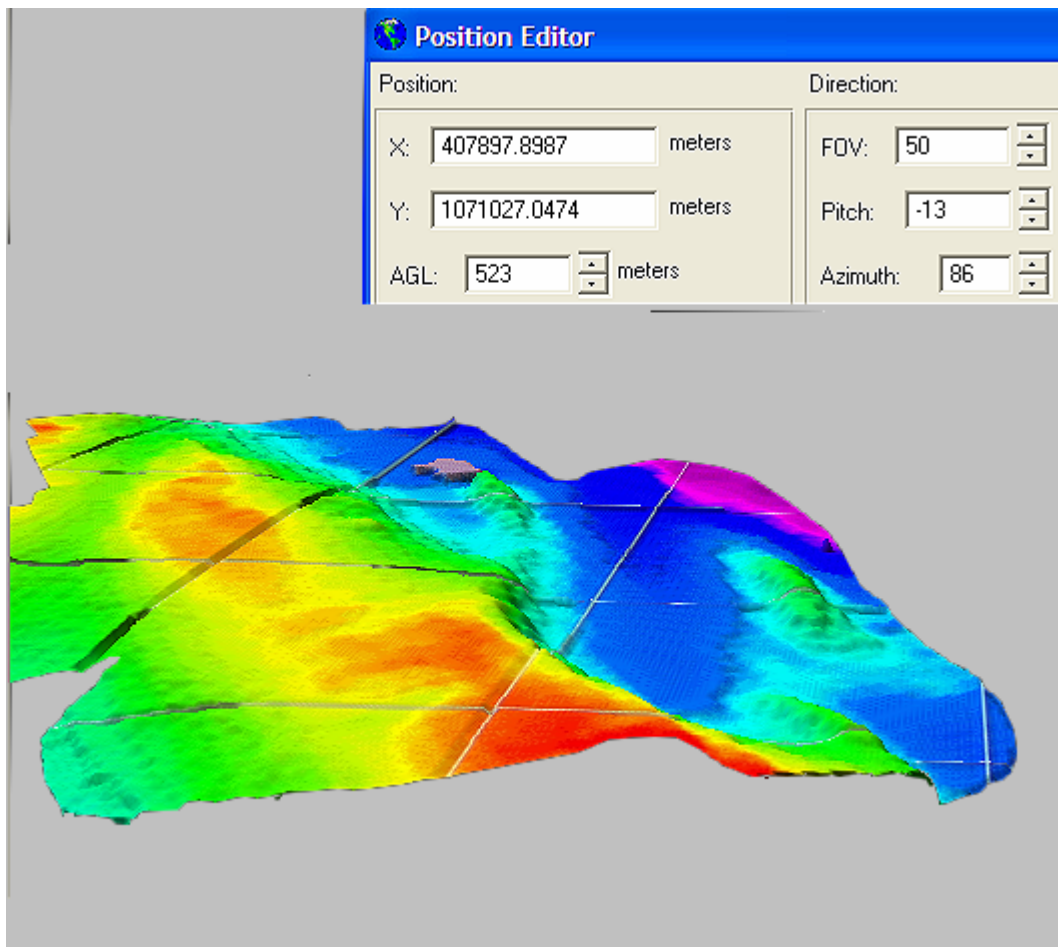 Position Editor
Position: Direction:
X: 407897.8987 meters FOV: 50
Y: 1071027.0474 meters Pitch: -13
AGL: 523 meters Azimuth: 86